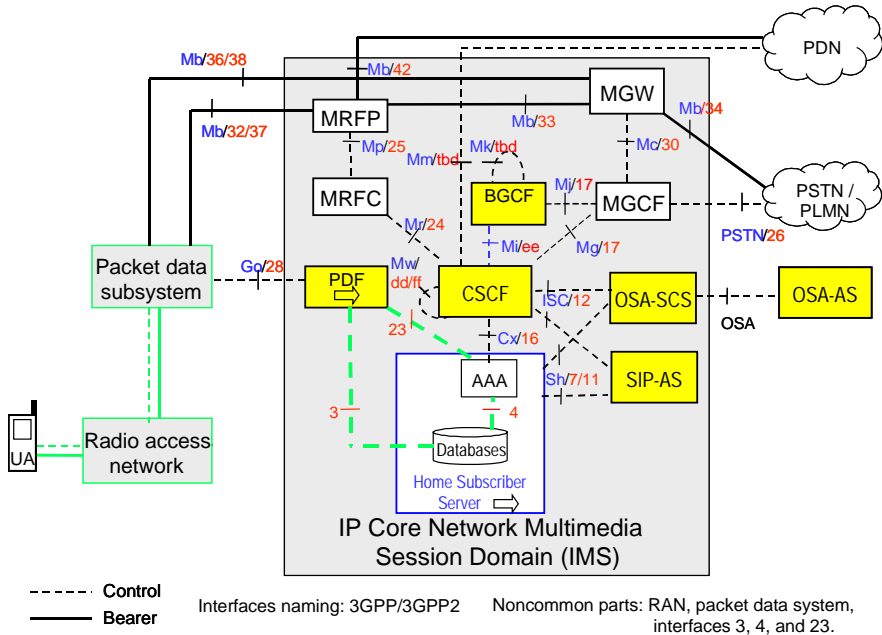 PDN
Mb/36/38
Mb/42
MGW
Mb/34
Mb/32/37
MRFP
Mb/33
Mp/25
Mk/tbd
Mm/tbd
Mc/30
MRFC
BGCF
Mj/17
MGCF
PSTN /
PLMN
Mr/24
PSTN/26
Mi/ee
Mg/17
Packet data
subsystem
Go/28
PDF
Mw/
dd/ff
CSCF
ISC/12
OSA-SCS
OSA
OSA-AS
23
Cx/16
AAA
Sh/7/11
SIP-AS
3
4
UA
Radio access
network
Databases
Home Subscriber
Server
IP Core Network Multimedia
Session Domain (IMS)
Control
Bearer
Interfaces naming: 3GPP/3GPP2
Noncommon parts: RAN, packet data system,
interfaces 3, 4, and 23.